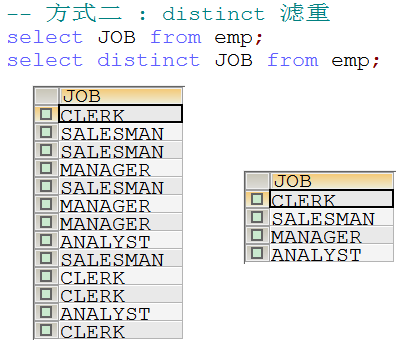 -- 方式二 : distinct 滤重
select JOB from emp;
select distinct JOB from emp;
JOB
CLERK
SALESMAN
SALESMAN
MANAGER
SALESMAN
MANAGER
MANAGER
ANALYST
SALESMAN
CLERK
CLERK
ANALYST
CLERK
JOB
CLERK
SALESMAN
MANAGER
ANALYST